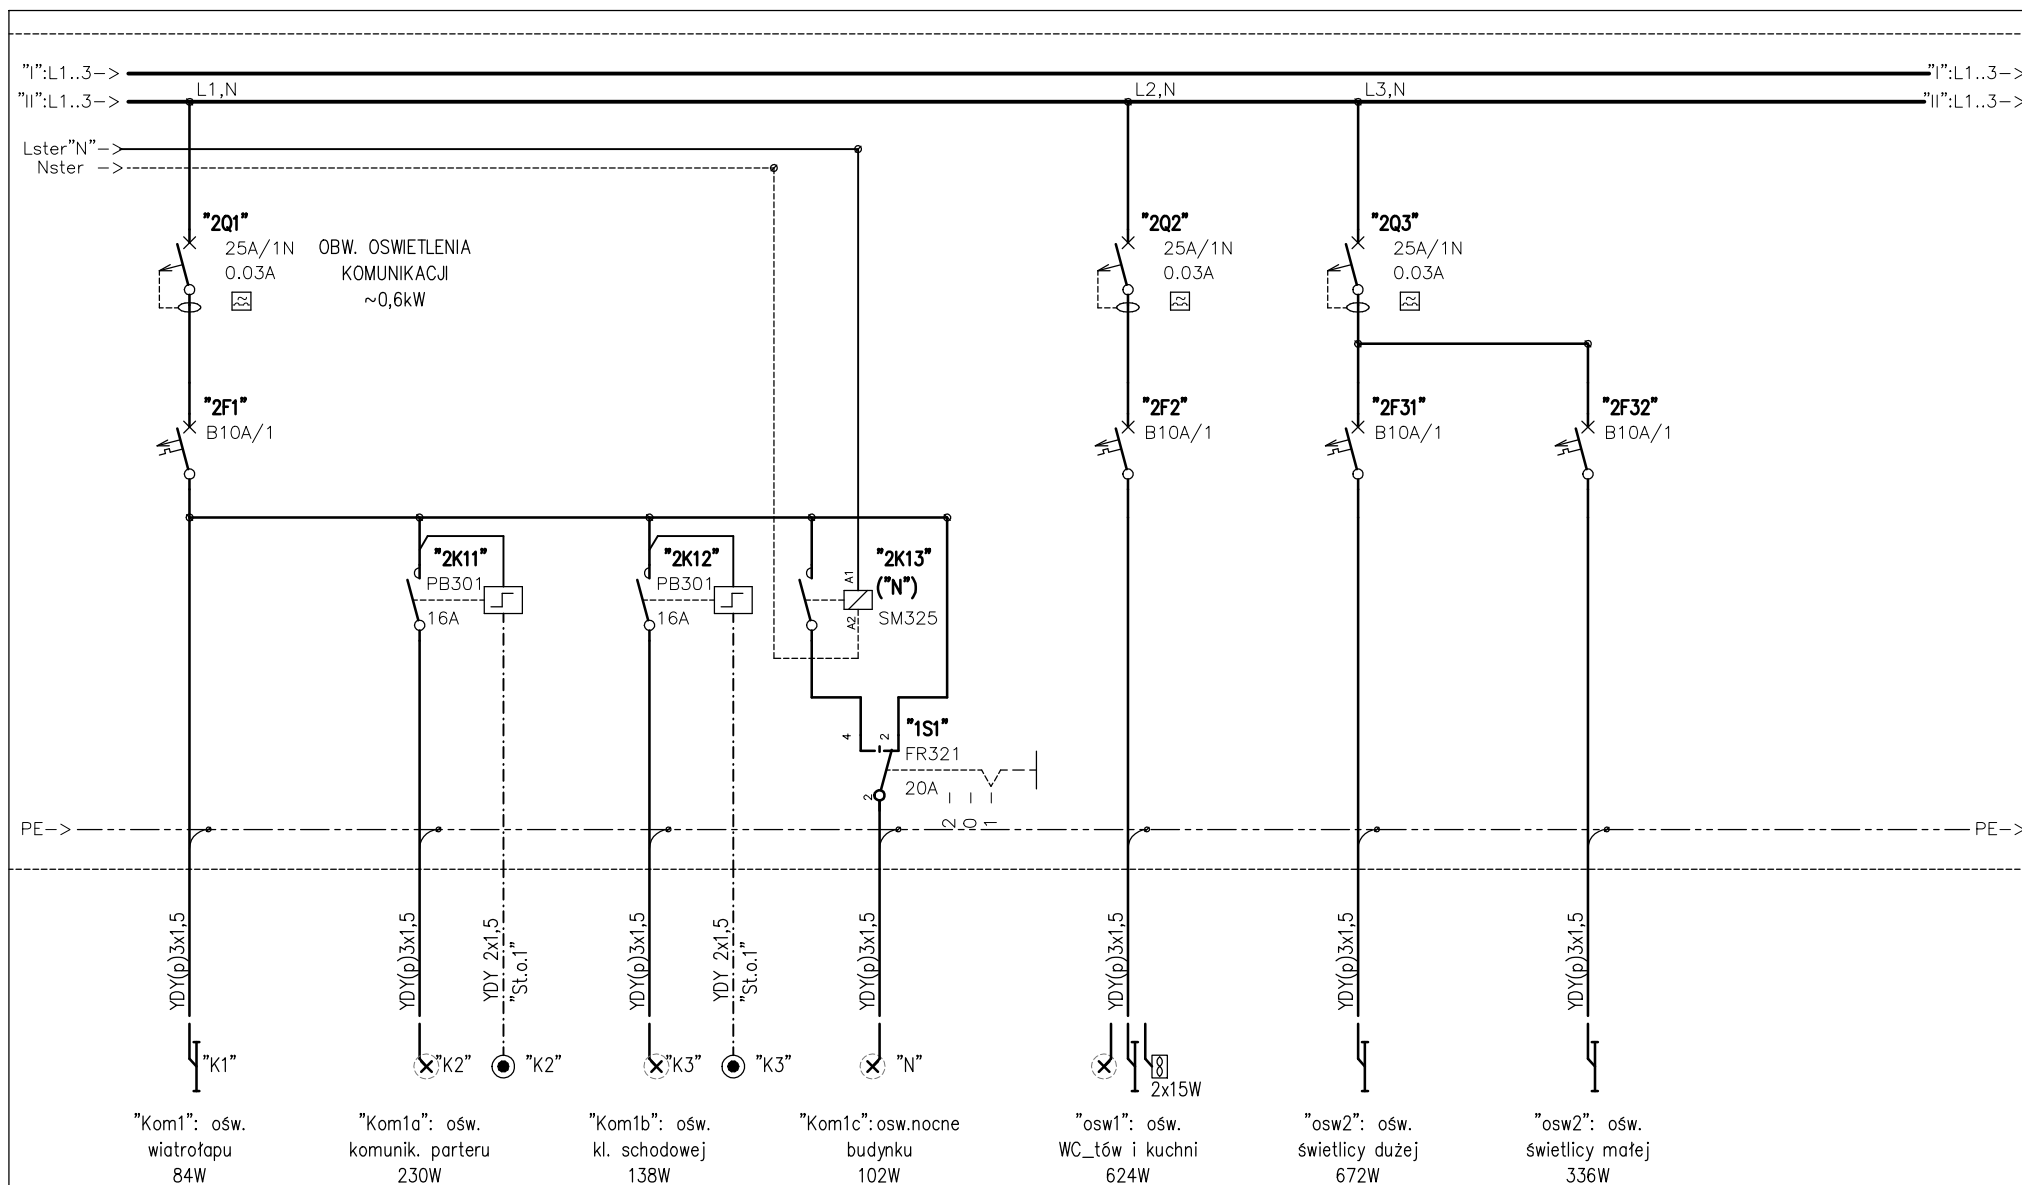 "I":L1..3->
"I":L1..3->
L1,N
L2,N
L3,N
"II":L1..3->
"II":L1..3->
Lster"N"->
Nster ->
"2Q1"
25A/1N
0.03A
OBW. OSWIETLENIA
KOMUNIKACJI
~0,6kW
"2Q2"
25A/1N
0.03A
"2Q3"
25A/1N
0.03A
"2F1"
B10A/1
"2F2"
B10A/1
"2F31"
B10A/1
"2F32"
B10A/1
"2K11"
PB301
16A
"2K12"
PB301
16A
"2K13"
("N")
SM325
A1
A2
"1S1"
FR321
20A
4
2
2
2
0
1
PE->
PE->
YDY(p)3x1,5
YDY(p)3x1,5
YDY 2x1,5
"St.o.1"
YDY(p)3x1,5
YDY 2x1,5
"St.o.1"
YDY(p)3x1,5
YDY(p)3x1,5
YDY(p)3x1,5
YDY(p)3x1,5
"K1"
"K2"
"K2"
"K3"
"K3"
"N"
2x15W
"Kom1": ośw.
wiatrołapu
84W
"Kom1a": ośw.
komunik. parteru
230W
"Kom1b": ośw.
kl. schodowej
138W
"Kom1c":osw.nocne
budynku
102W
"osw1": ośw.
WC_tów i kuchni
624W
"osw2": ośw.
świetlicy dużej
672W
"osw2": ośw.
świetlicy małej
336W